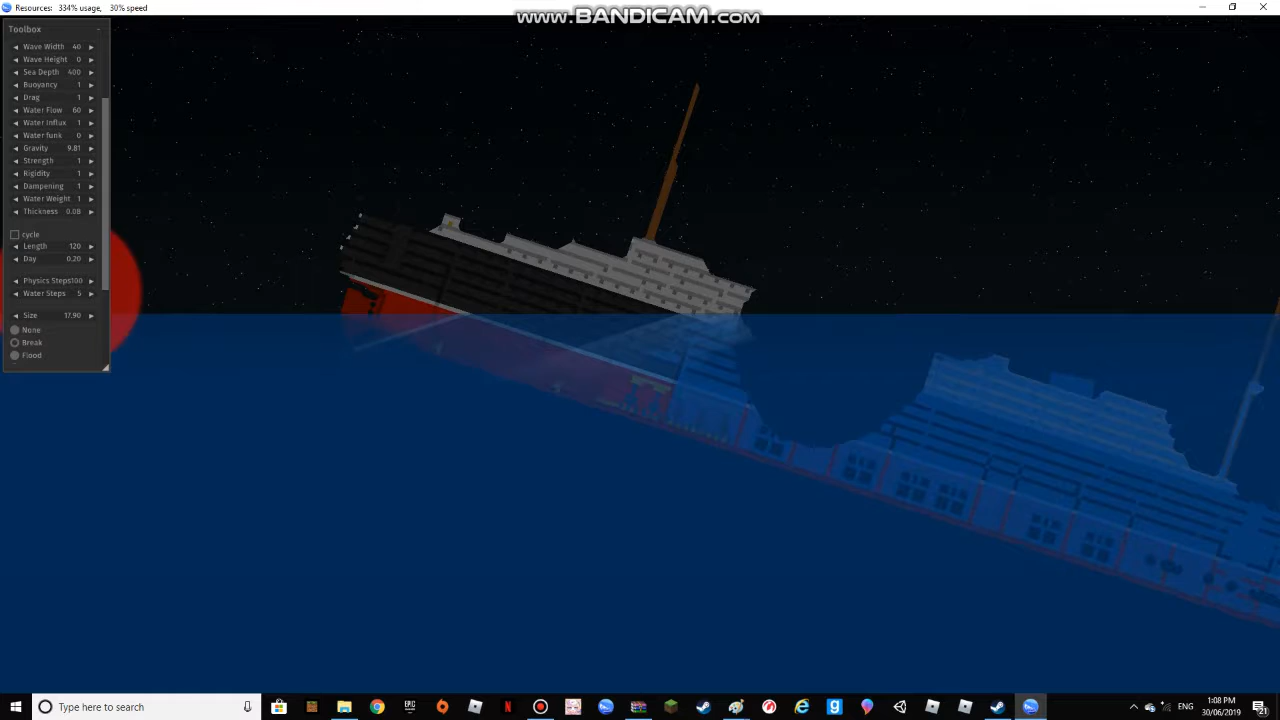 Resources: 334% usage, 30% speed
www.BANDICAM.COM
Toolbox
Wave Width 40
Wave Height 0
Sea Depth 400
Buoyancy 1
Drag 1
Water Flow 60
Water Influx 1
Water funk 0
Gravity 9.81
Strength 1
Rigidity 1
Dampening 1
Water Weight 1
Thickness 0.08
cycle
Length 120
Day 0.20
Physics Steps100
Water Steps 5
Size 17.90
None
Break
Flood
Type here to search
EPIC
ENG
1:08 PM
30/06/2019